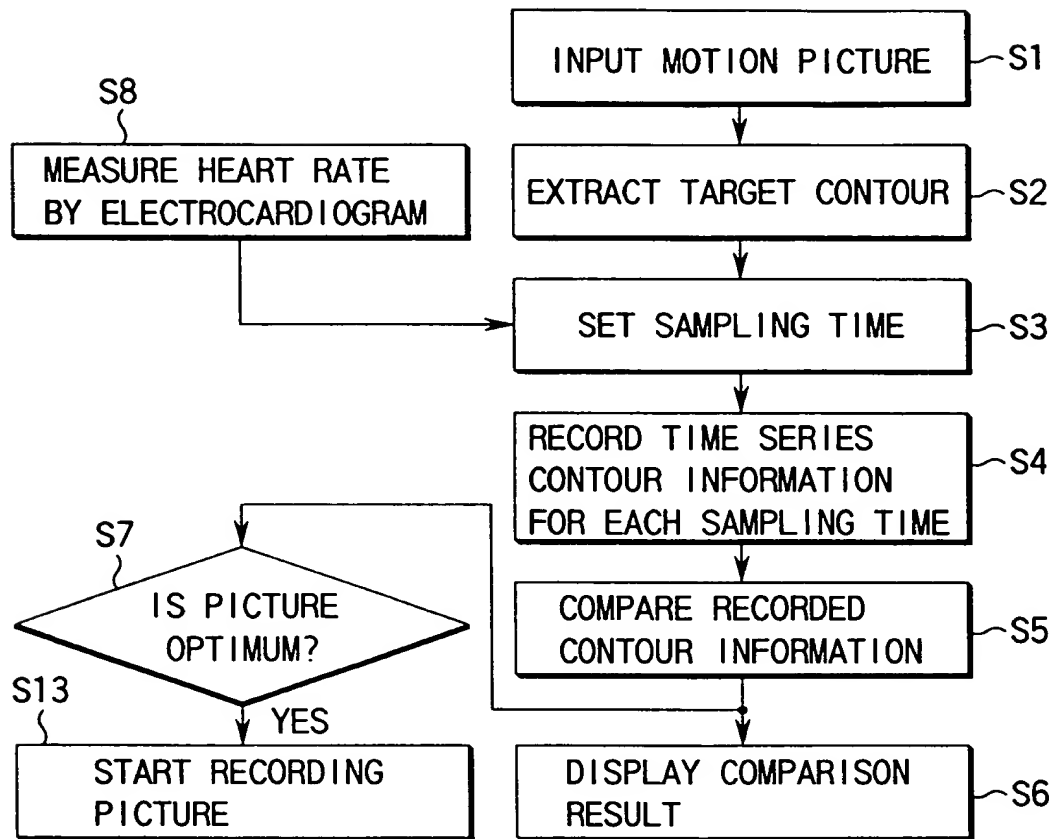 INPUT MOTION PICTURE
S1
S8
MEASURE HEART RATE
BY ELECTROCARDIOGRAM
EXTRACT TARGET CONTOUR
S2
SET SAMPLING TIME
S3
RECORD TIME SERIES
CONTOUR INFORMATION
FOR EACH SAMPLING TIME
S4
S7
IS PICTURE
OPTIMUM?
COMPARE RECORDED
CONTOUR INFORMATION
S5
S13
YES
START RECORDING
PICTURE
DISPLAY COMPARISON
RESULT
S6